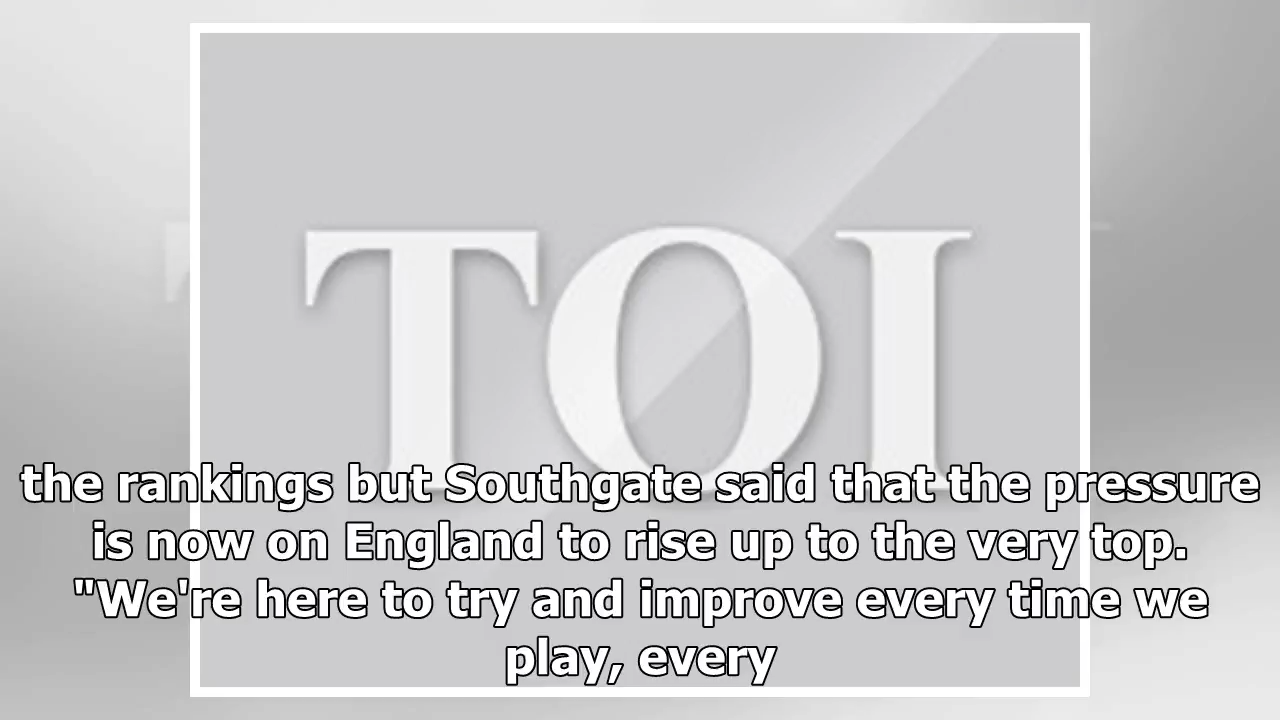 TOI
the rankings but Southgate said that the pressure
is now on England to rise up to the very top.
"We're here to try and improve every time we
play, every